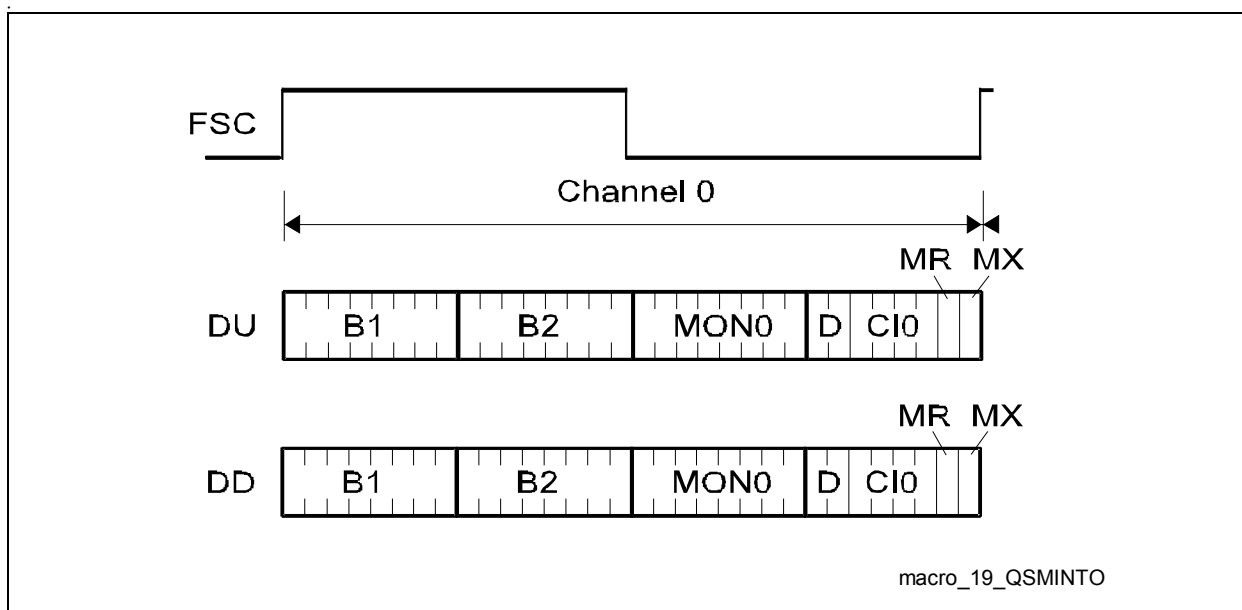 .
FSC
Channel 0
MR MX
DU B1 B2 MON0 D CI0
MR MX
DD B1 B2 MON0 D CI0
macro_19_QSMINTO